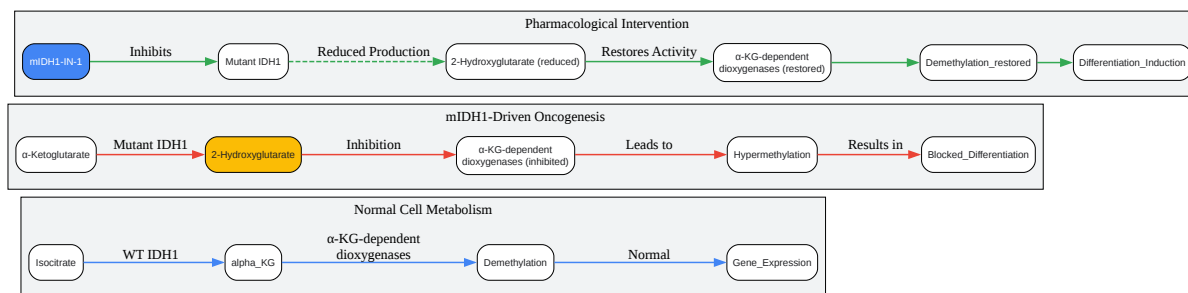 Pharmacological Intervention
Inhibits
Reduced Production
Restores Activity
mIDH1-IN-1
Mutant IDH1
2-Hydroxyglutarate (reduced)
α-KG-dependent
dioxygenases (restored)
Demethylation_restored
Differentiation_Induction
mIDH1-Driven Oncogenesis
Mutant IDH1
Inhibition
Leads to
Results in
α-Ketoglutarate
2-Hydroxyglutarate
α-KG-dependent
dioxygenases (inhibited)
Hypermethylation
Blocked_Differentiation
Normal Cell Metabolism
WT IDH1
α-KG-dependent
dioxygenases
Normal
Isocitrate
alpha_KG
Demethylation
Gene_Expression